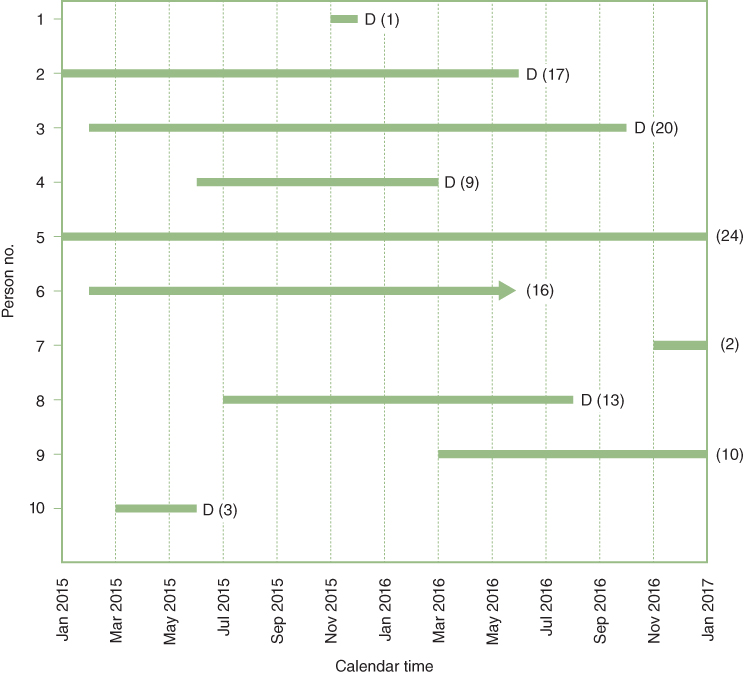 1 D (1)
2 D (17)
3 D (20)
4 D (9)
5 (24)
6 (16)
7 (2)
8 D (13)
9 (10)
10 D (3)
Person no.
Jan 2015
Mar 2015
May 2015
Jul 2015
Sep 2015
Nov 2015
Jan 2016
Mar 2016
May 2016
Jul 2016
Sep 2016
Nov 2016
Jan 2017
Calendar time